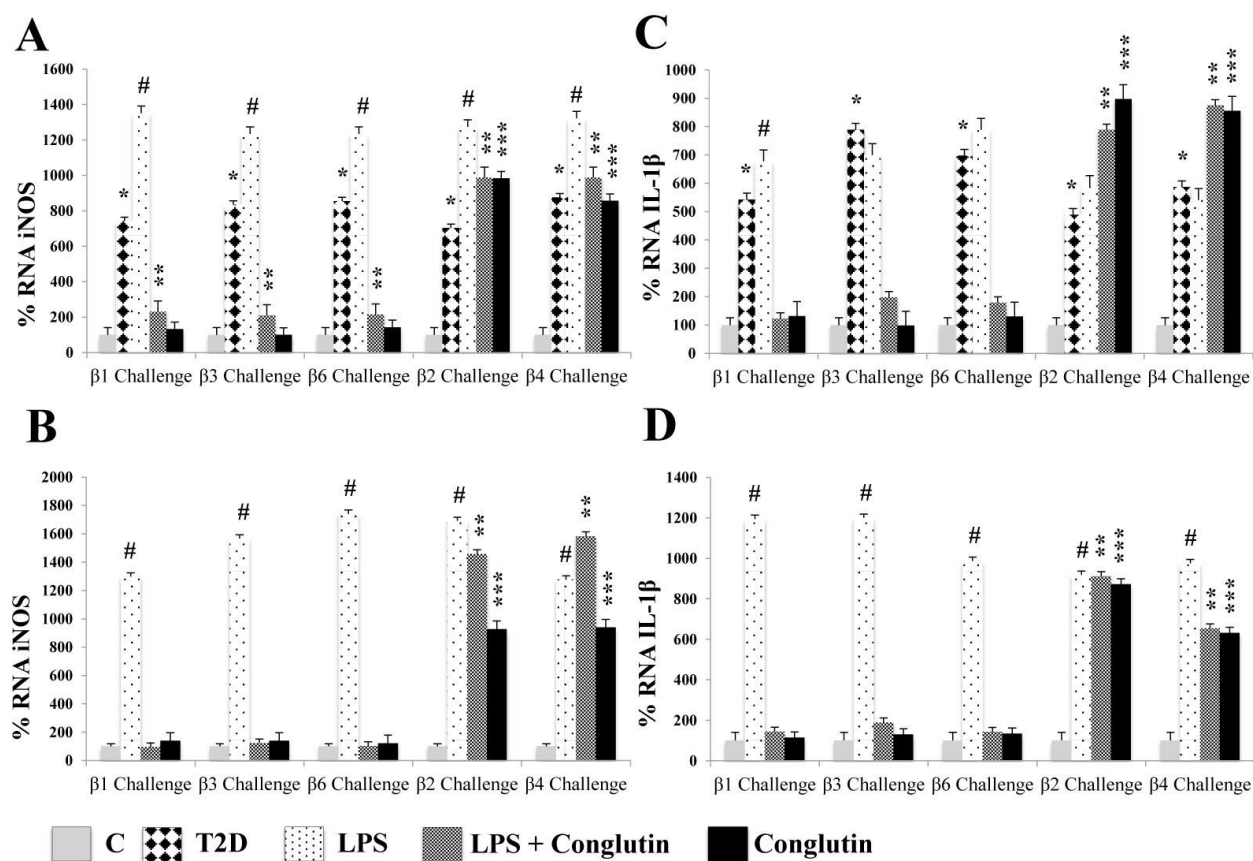 A
% RNA iNOS
1600
1400
1200
1000
800
600
400
200
0
* # **
* # **
* # **
* # ** ***
* # ** ***
β1 Challenge β3 Challenge β6 Challenge β2 Challenge β4 Challenge
C
% RNA IL-1β
1000
900
800
700
600
500
400
300
200
100
0
* #
*
*
* ** ***
* ** ***
β1 Challenge β3 Challenge β6 Challenge β2 Challenge β4 Challenge
B
% RNA iNOS
2000
1800
1600
1400
1200
1000
800
600
400
200
0
#
#
#
# ** ***
# ** ***
β1 Challenge β3 Challenge β6 Challenge β2 Challenge β4 Challenge
D
% RNA IL-1β
1400
1200
1000
800
600
400
200
0
#
#
#
# ** ***
# ** ***
β1 Challenge β3 Challenge β6 Challenge β2 Challenge β4 Challenge
C T2D LPS LPS + Conglutin Conglutin